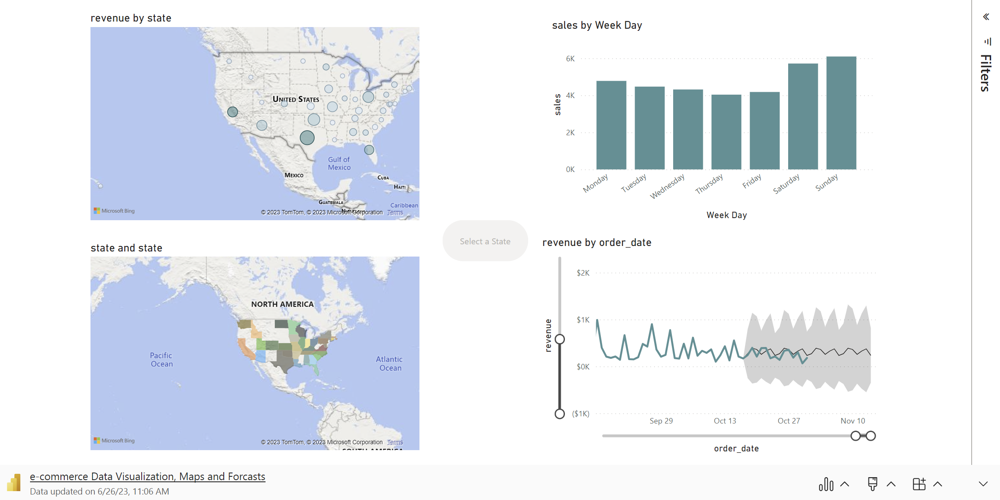 revenue by state
UNITED STATES
Gulf of
Mexico
MEXICO
CUBA
HAITI
GUATEMALA
Caribbean
Microsoft Bing
© 2023 TomTom, © 2023 Microsoft Corporation Terms
sales by Week Day
sales
6K
4K
2K
0K
Monday
Tuesday
Wednesday
Thursday
Friday
Saturday
Sunday
Week Day
Filters
Select a State
state and state
NORTH AMERICA
Pacific
Ocean
Atlantic
Ocean
Microsoft Bing
© 2023 TomTom, © 2023 Microsoft Corporation Terms
SOUTH AMERICA
revenue by order_date
revenue
$2K
$1K
$0K
($1K)
Sep 29
Oct 13
Oct 27
Nov 10
order_date
e-commerce Data Visualization, Maps and Forcasts
Data updated on 6/26/23, 11:06 AM